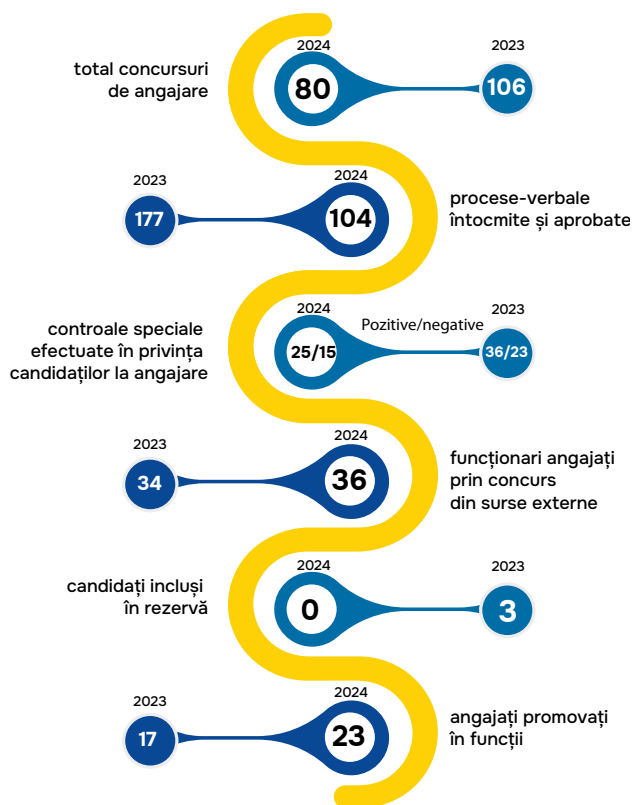 total concursuri
de angajare
2024
80
2023
106
2023
177
2024
104
procese-verbale
întocmite și aprobate
controale speciale
efectuate în privința
candidaților la angajare
2024
25/15
Pozitive/negative
2023
36/23
2023
34
2024
36
funcționari angajați
prin concurs
din surse externe
candidați incluși
în rezervă
2024
0
2023
3
2023
17
2024
23
angajați promovați
în funcții